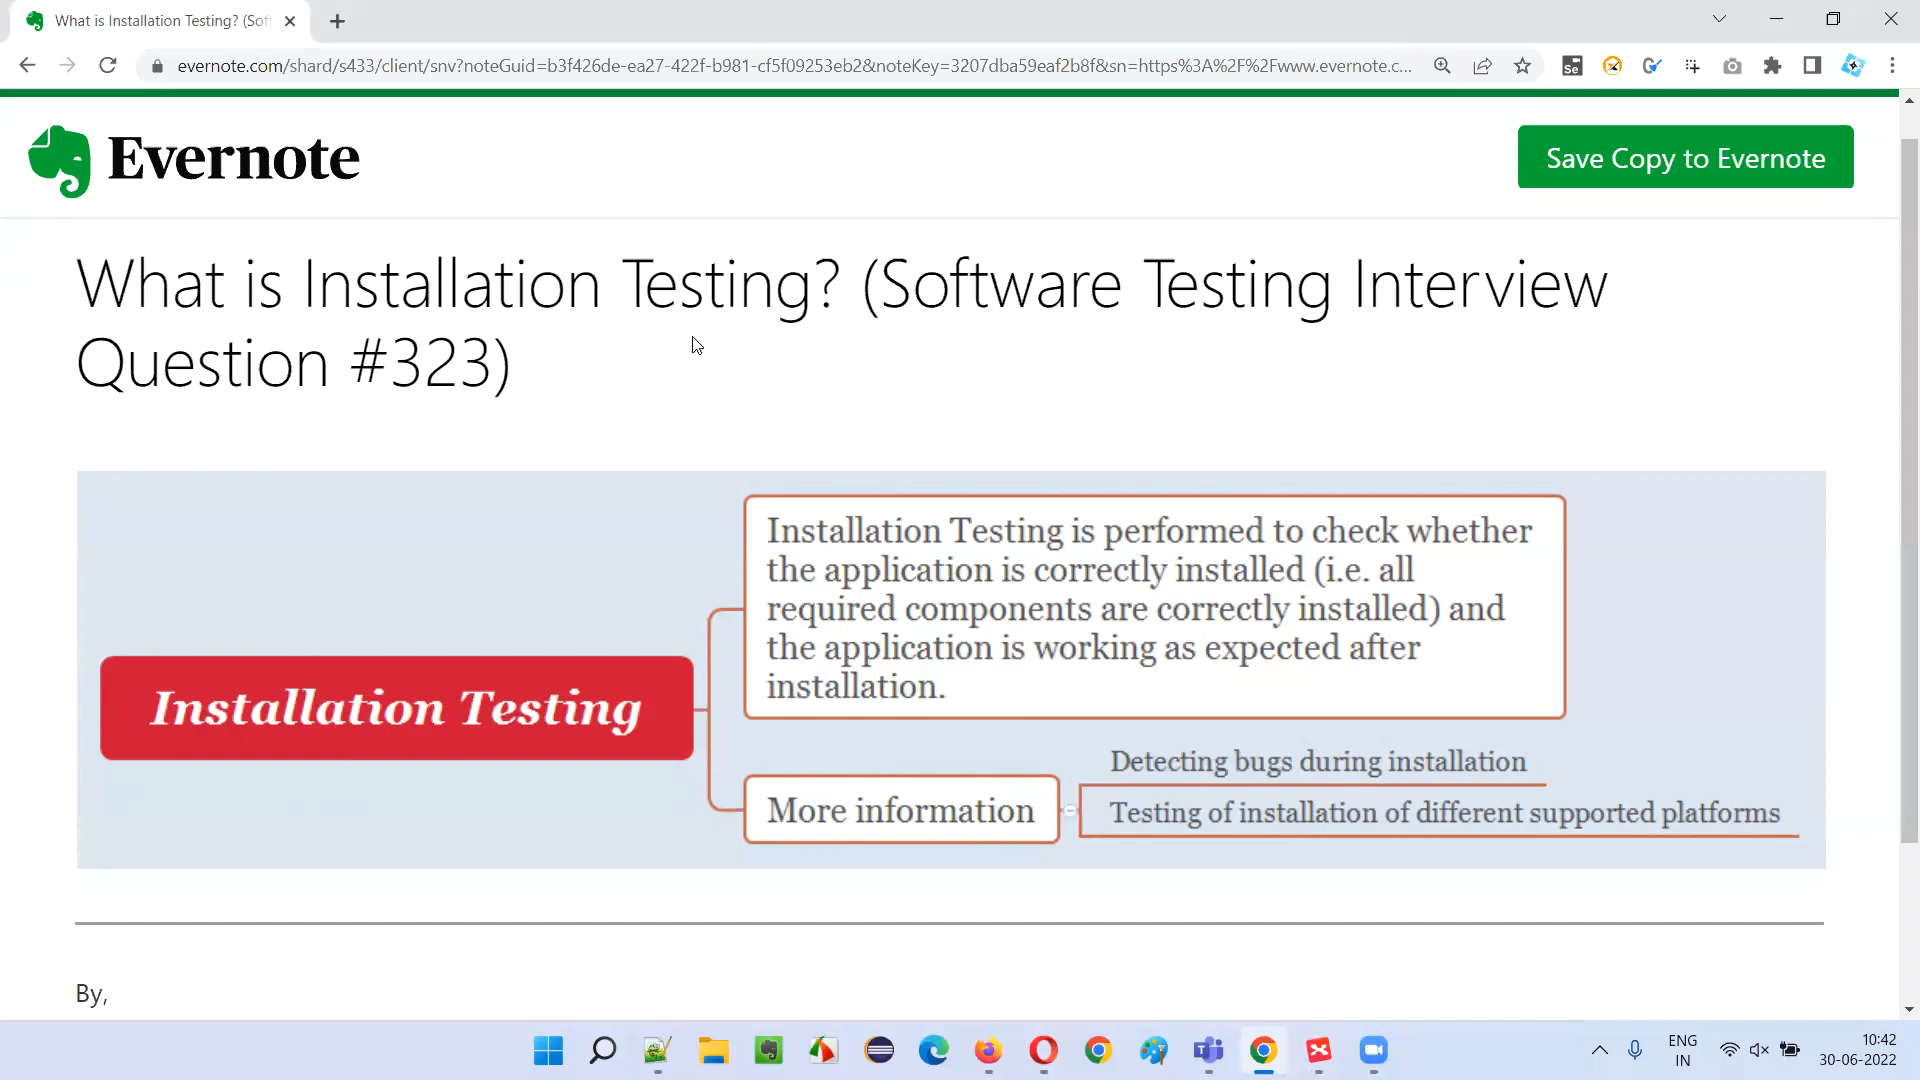 What is Installation Testing? (Sof
evernote.com/shard/s433/client/snv?noteGuid=b3f426de-ea27-422f-b981-cf5f09253eb2&noteKey=3207dba59eaf2b8f&sn=https%3A%2F%2Fwww.evernote.c...
Se
Evernote
Save Copy to Evernote
What is Installation Testing? (Software Testing Interview
Question #323)
Installation Testing is performed to check whether
the application is correctly installed (i.e. all
required components are correctly installed) and
the application is working as expected after
installation.
Installation Testing
Detecting bugs during installation
More information
Testing of installation of different supported platforms
By,
ENG
IN
10:42
30-06-2022